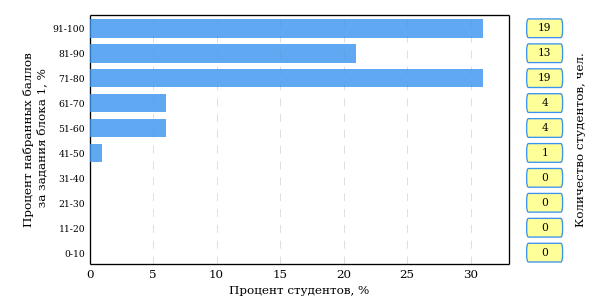 Процент набранных баллов
за задания блока 1, %
91-100 19
81-90 13
71-80 19
61-70 4
51-60 4
41-50 1
31-40 0
21-30 0
11-20 0
0-10 0
0 5 10 15 20 25 30
Процент студентов, %
Количество студентов, чел.